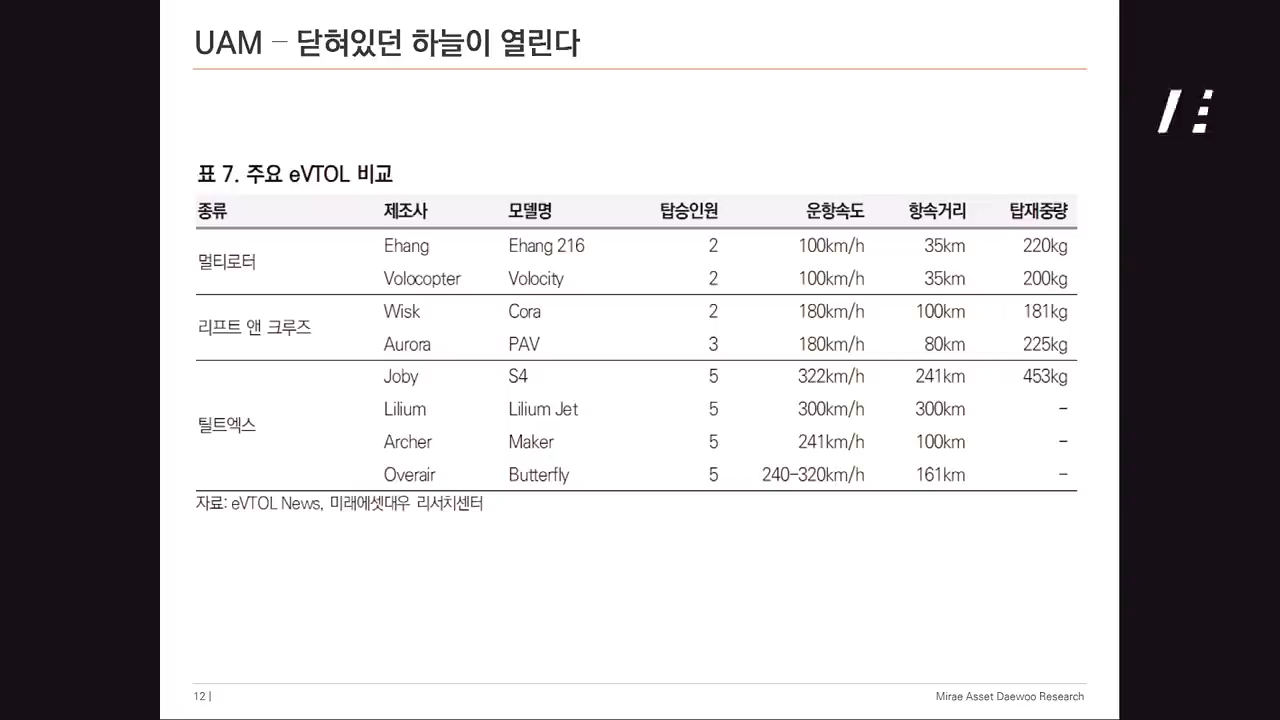 UAM – 닫혀있던 하늘이 열린다
표 7. 주요 eVTOL 비교
종류 제조사 모델명 탑승인원 운항속도 항속거리 탑재중량
멀티로터 Ehang Ehang 216 2 100km/h 35km 220kg
Volocopter Volocity 2 100km/h 35km 200kg
리프트 앤 크루즈 Wisk Cora 2 180km/h 100km 181kg
Aurora PAV 3 180km/h 80km 225kg
틸트엑스 Joby S4 5 322km/h 241km 453kg
Lilium Lilium Jet 5 300km/h 300km –
Archer Maker 5 241km/h 100km –
Overair Butterfly 5 240-320km/h 161km –
자료: eVTOL News, 미래에셋대우 리서치센터
12 | Mirae Asset Daewoo Research